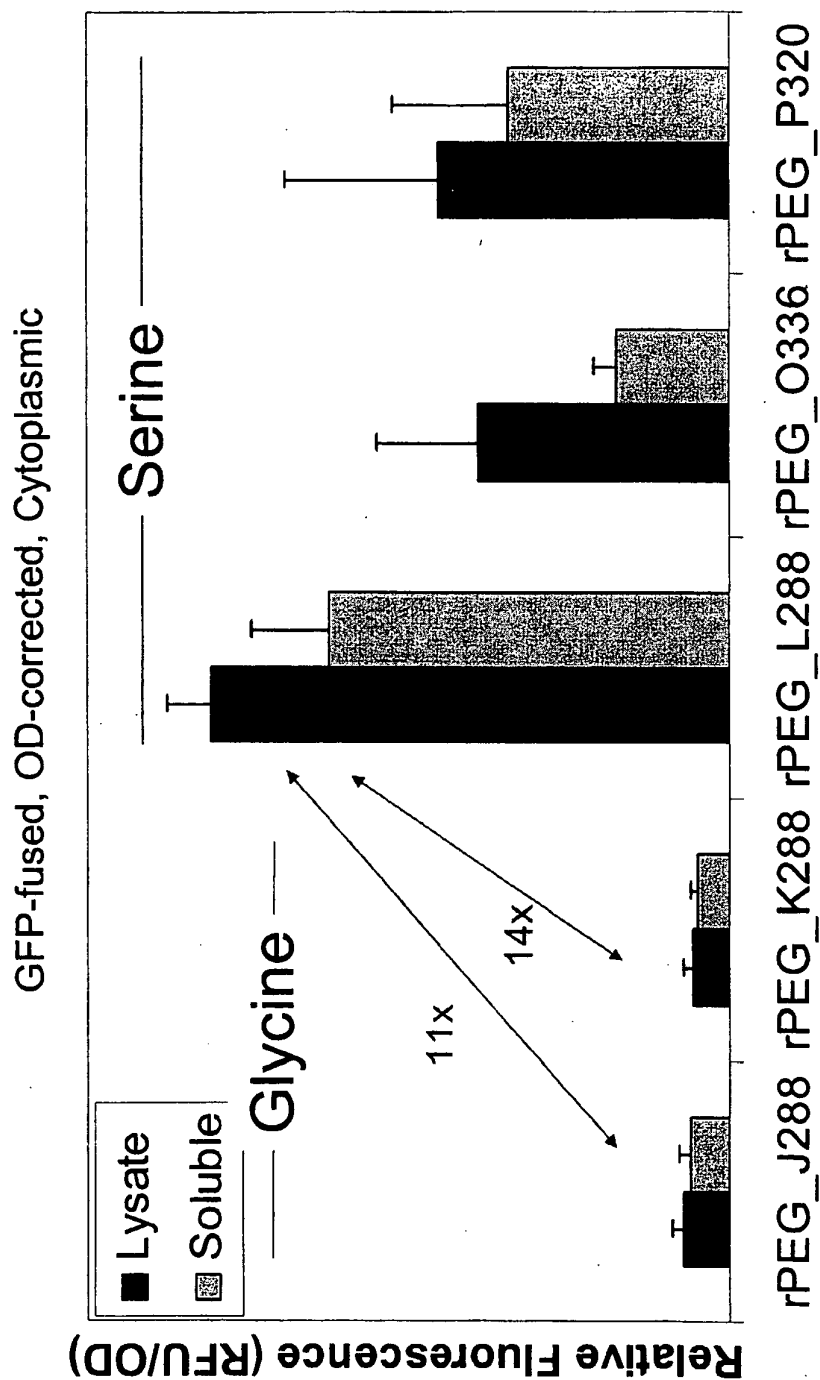 GFP-fused, OD-corrected, Cytoplasmic
Relative Fluorescence (RFU/OD)
Lysate
Soluble
Glycine
Serine
11x
14x
rPEG_J288 rPEG_K288 rPEG_L288 rPEG_O336 rPEG_P320